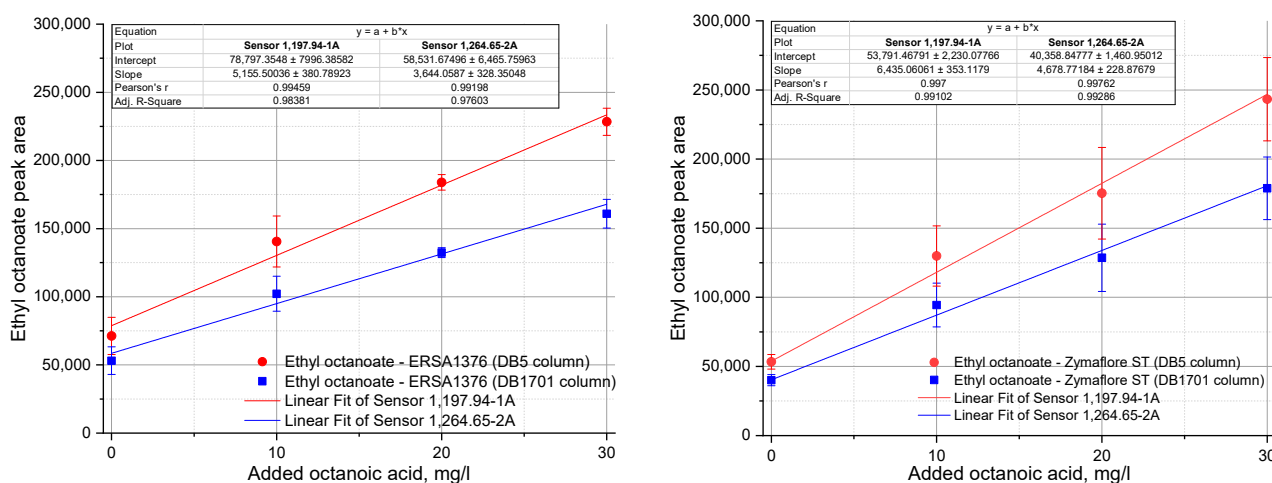 Equation y = a + b*x
Plot Sensor 1,197.94-1A Sensor 1,264.65-2A
Intercept 78,797.3548 ± 7996.38582 58,531.67496 ± 6,465.75963
Slope 5,155.50036 ± 380.78923 3,644.0587 ± 328.35048
Pearson's r 0.99459 0.99198
Adj. R-Square 0.98381 0.97603
300,000
250,000
200,000
150,000
100,000
50,000
0
Ethyl octanoate peak area
Ethyl octanoate - ERSA1376 (DB5 column)
Ethyl octanoate - ERSA1376 (DB1701 column)
Linear Fit of Sensor 1,197.94-1A
Linear Fit of Sensor 1,264.65-2A
0 10 20 30
Added octanoic acid, mg/l
Equation y = a + b*x
Plot Sensor 1,197.94-1A Sensor 1,264.65-2A
Intercept 53,791.46791 ± 2,230.07766 40,358.84777 ± 1,460.95012
Slope 6,435.06061 ± 353.1179 4,678.77184 ± 228.87679
Pearson's r 0.997 0.99762
Adj. R-Square 0.99102 0.99286
300,000
250,000
200,000
150,000
100,000
50,000
0
Ethyl octanoate peak area
Ethyl octanoate - Zymaflore ST (DB5 column)
Ethyl octanoate - Zymaflore ST (DB1701 column)
Linear Fit of Sensor 1,197.94-1A
Linear Fit of Sensor 1,264.65-2A
0 10 20 30
Added octanoic acid, mg/l